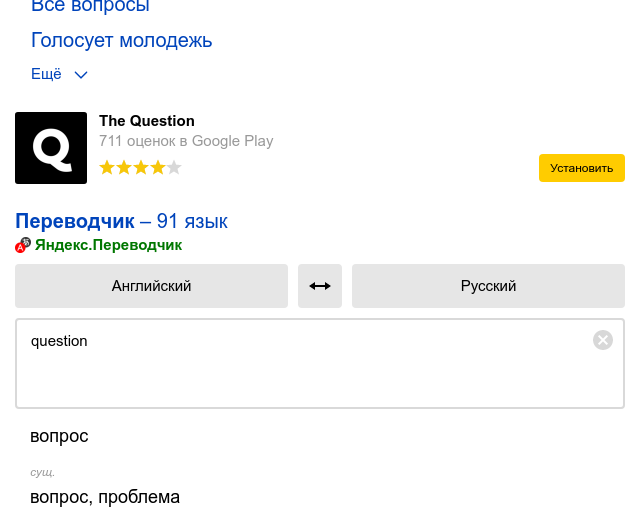 Все вопросы
Голосует молодежь
Ещё
The Question
711 оценок в Google Play
Установить
Переводчик – 91 язык
Яндекс.Переводчик
Английский
Русский
question
вопрос
сущ.
вопрос, проблема